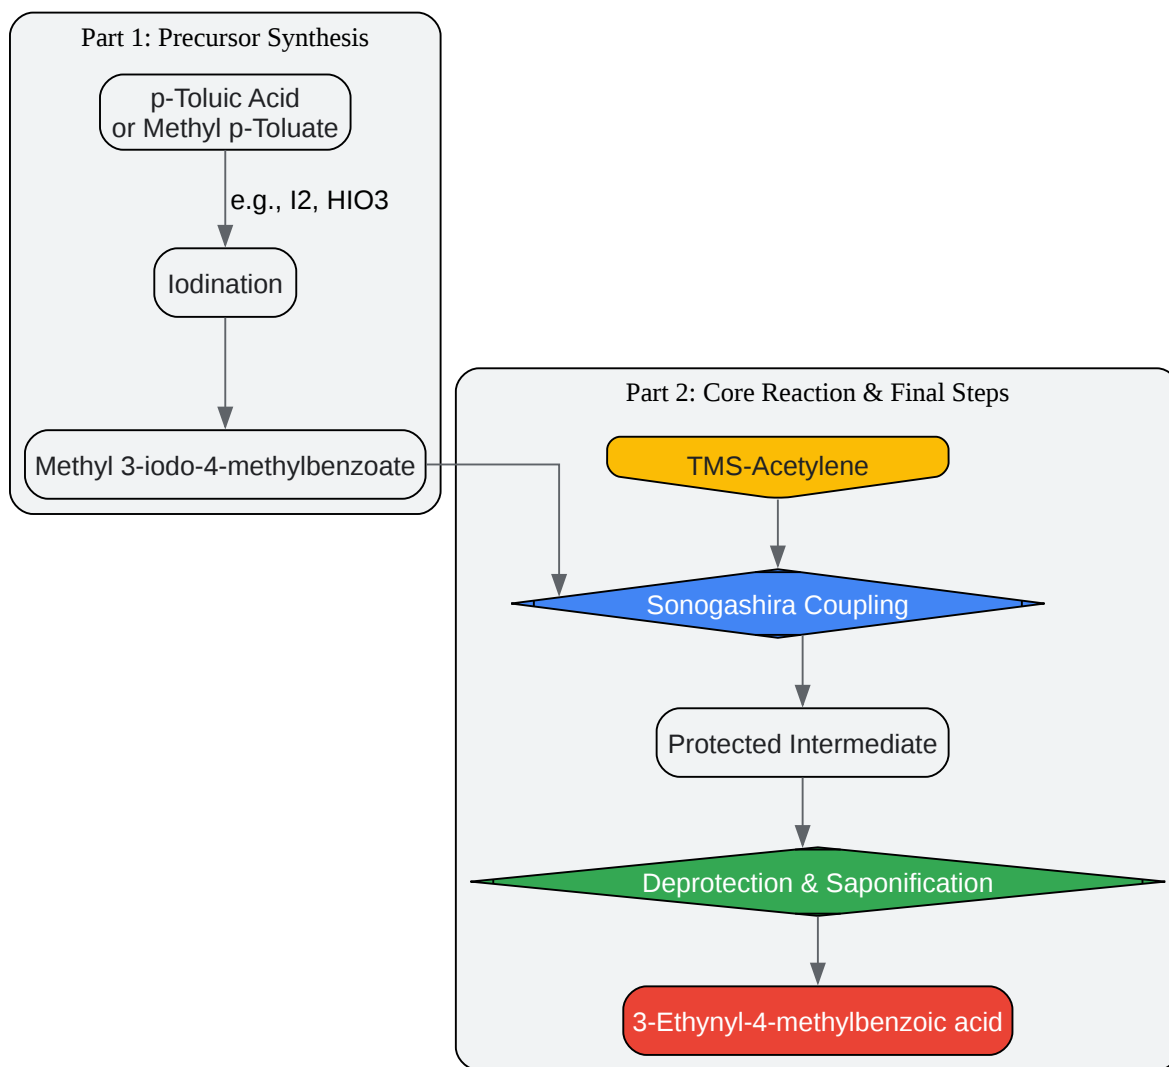 Part 1: Precursor Synthesis
p-Toluic Acid
or Methyl p-Toluate
e.g., I2, HIO3
Iodination
Methyl 3-iodo-4-methylbenzoate
Part 2: Core Reaction & Final Steps
TMS-Acetylene
Sonogashira Coupling
Protected Intermediate
Deprotection & Saponification
3-Ethynyl-4-methylbenzoic acid